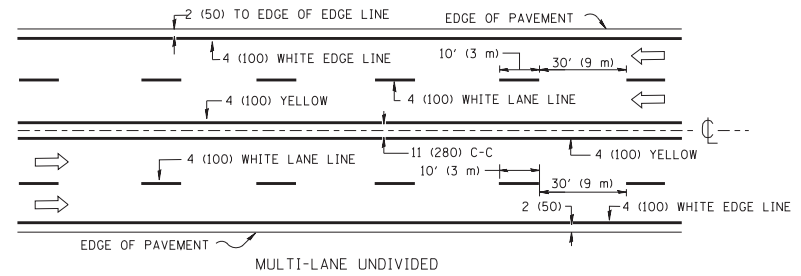 2 (50) TO EDGE OF EDGE LINE
EDGE OF PAVEMENT
4 (100) WHITE EDGE LINE
10' (3 m)
30' (9 m)
4 (100) YELLOW
4 (100) WHITE LANE LINE
℄
4 (100) WHITE LANE LINE
11 (280) C-C
4 (100) YELLOW
10' (3 m)
30' (9 m)
2 (50)
4 (100) WHITE EDGE LINE
EDGE OF PAVEMENT
MULTI-LANE UNDIVIDED